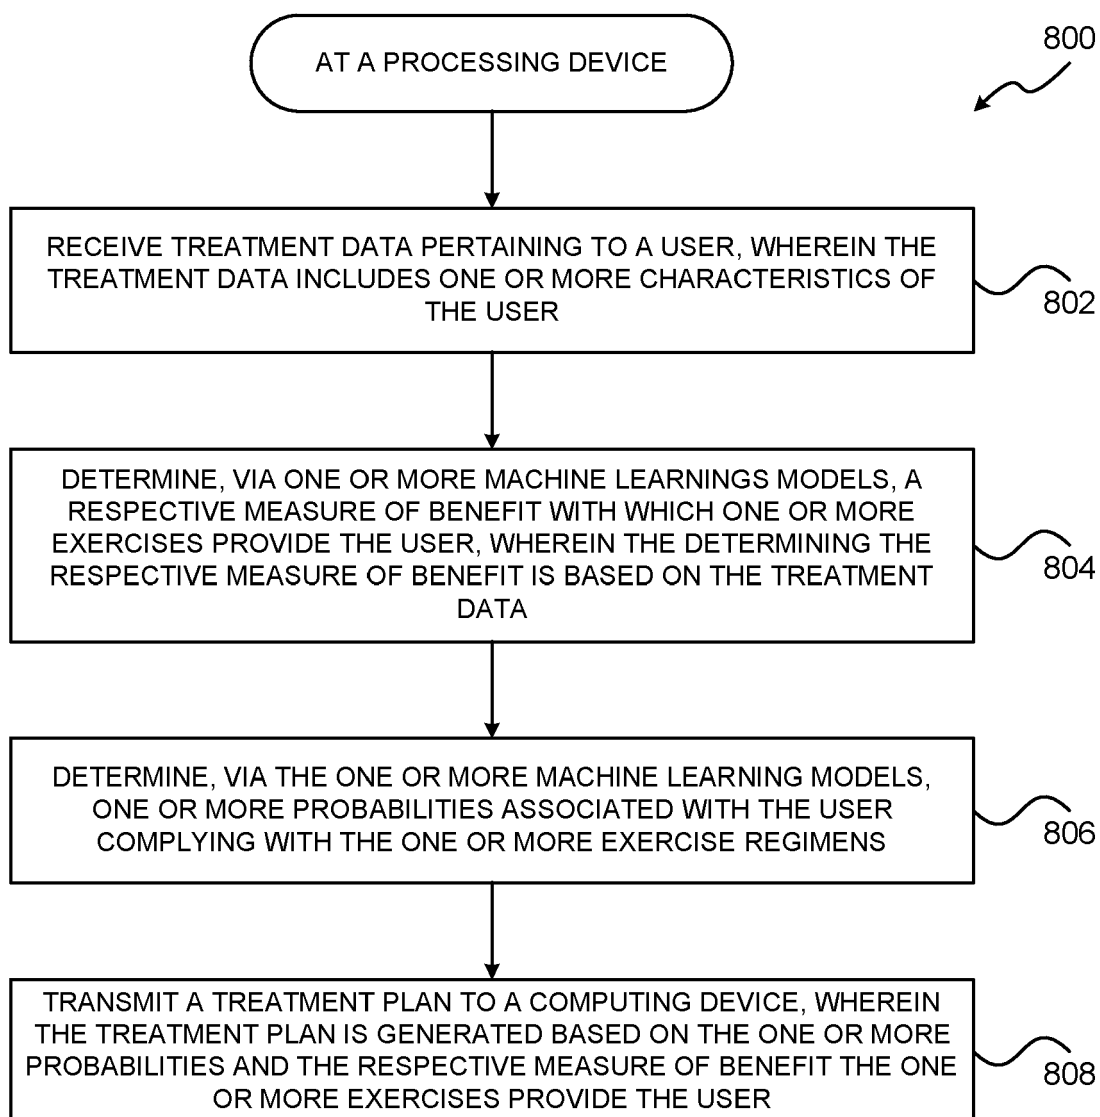 AT A PROCESSING DEVICE
800
RECEIVE TREATMENT DATA PERTAINING TO A USER, WHEREIN THE
TREATMENT DATA INCLUDES ONE OR MORE CHARACTERISTICS OF
THE USER
802
DETERMINE, VIA ONE OR MORE MACHINE LEARNINGS MODELS, A
RESPECTIVE MEASURE OF BENEFIT WITH WHICH ONE OR MORE
EXERCISES PROVIDE THE USER, WHEREIN THE DETERMINING THE
RESPECTIVE MEASURE OF BENEFIT IS BASED ON THE TREATMENT
DATA
804
DETERMINE, VIA THE ONE OR MORE MACHINE LEARNING MODELS,
ONE OR MORE PROBABILITIES ASSOCIATED WITH THE USER
COMPLYING WITH THE ONE OR MORE EXERCISE REGIMENS
806
TRANSMIT A TREATMENT PLAN TO A COMPUTING DEVICE, WHEREIN
THE TREATMENT PLAN IS GENERATED BASED ON THE ONE OR MORE
PROBABILITIES AND THE RESPECTIVE MEASURE OF BENEFIT THE ONE
OR MORE EXERCISES PROVIDE THE USER
808